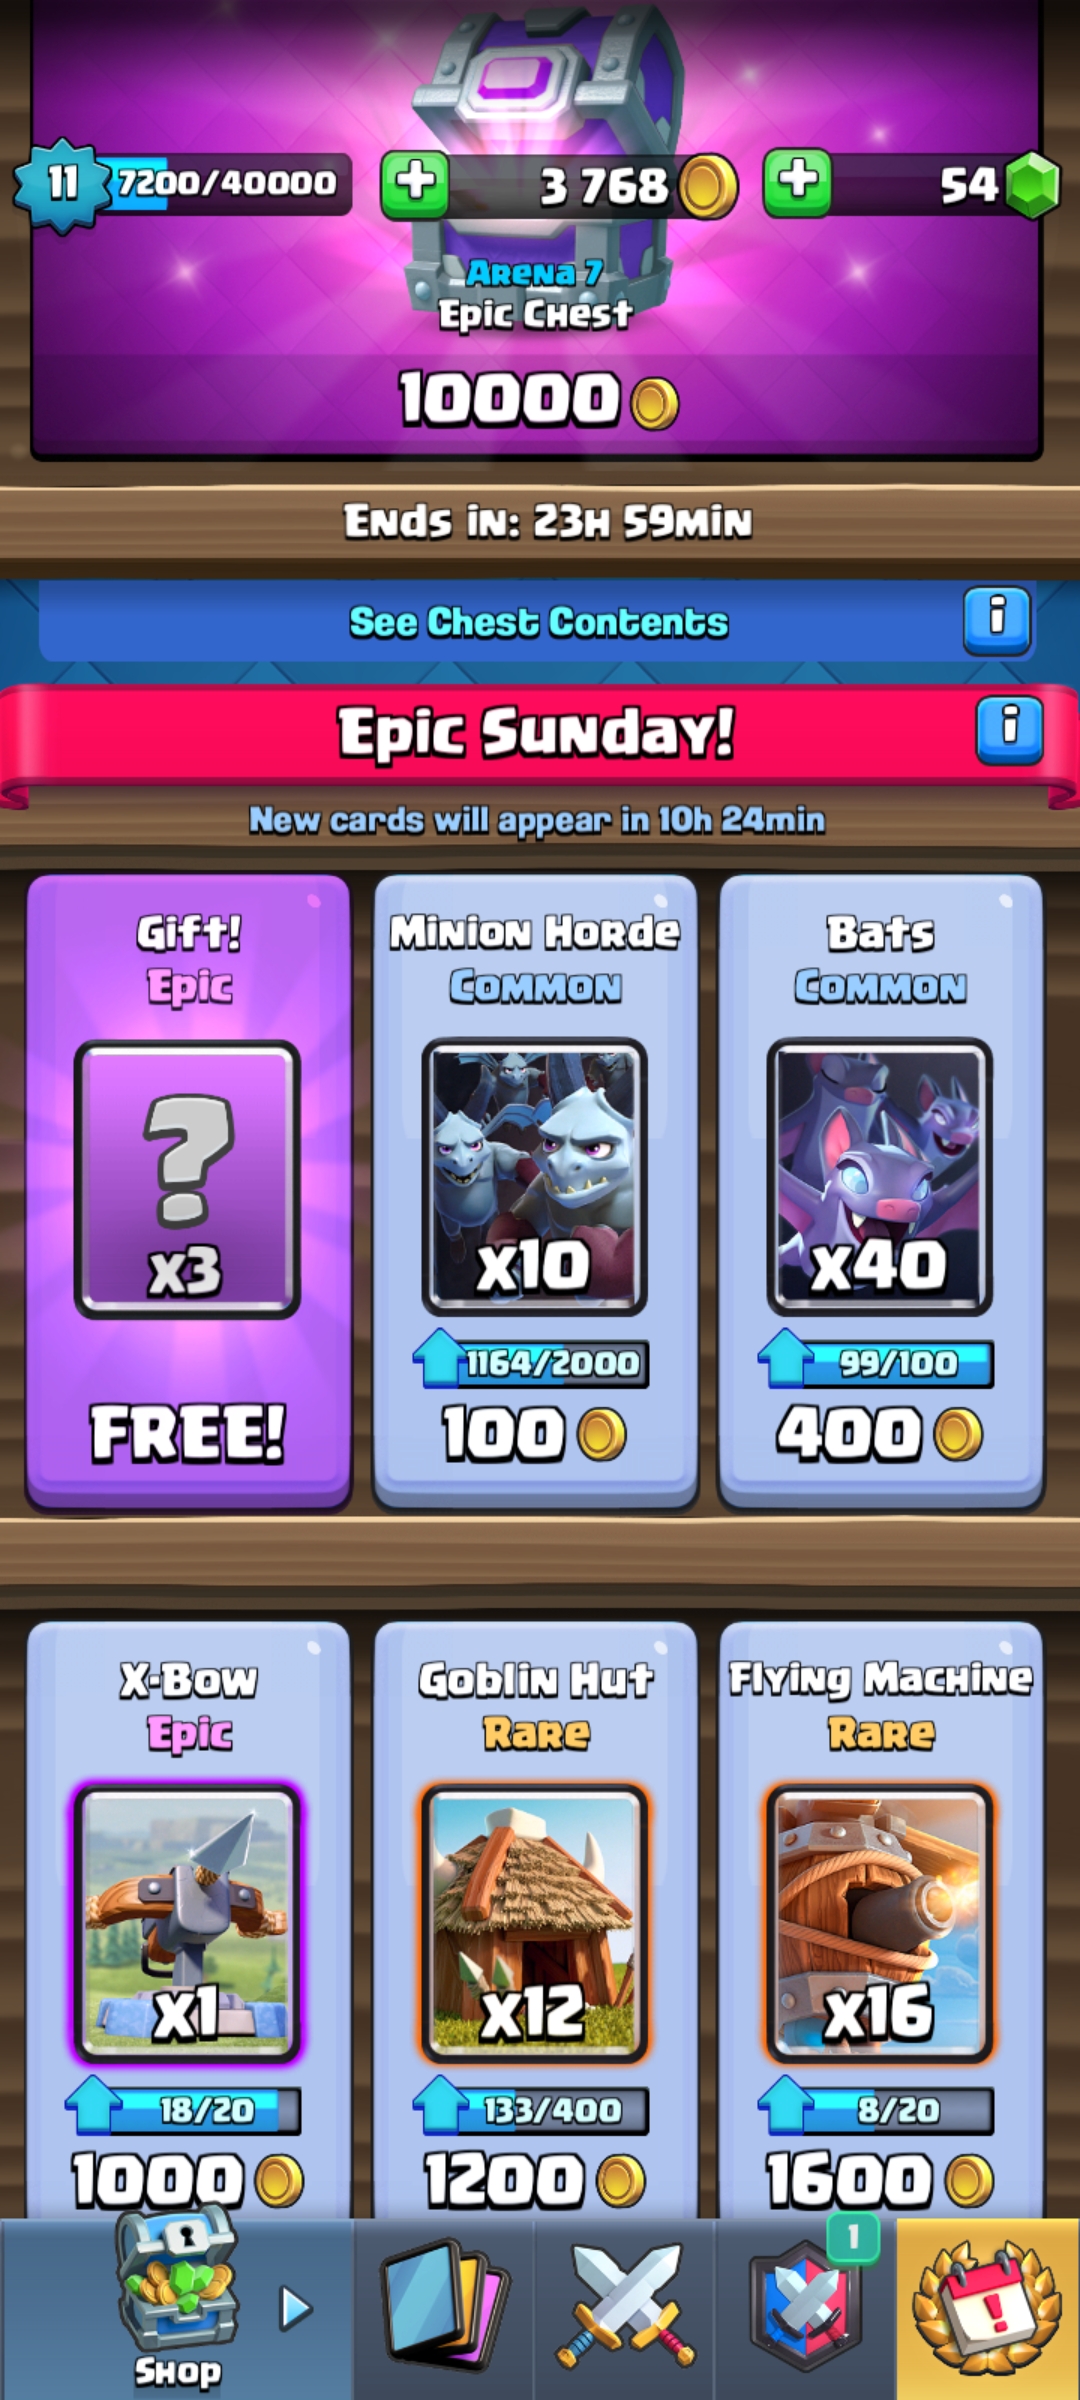 11 7200/40000 3 768 54
Arena 7
Epic Chest
10000
Ends in: 23h 59min
See Chest Contents
Epic Sunday!
New cards will appear in 10h 24min
Gift! Minion Horde Bats
Epic Common Common
? x3 x10 x40
1164/2000 99/100
FREE! 100 400
X-Bow Goblin Hut Flying Machine
Epic Rare Rare
x1 x12 x16
18/20 133/400 8/20
1000 1200 1600
1
Shop